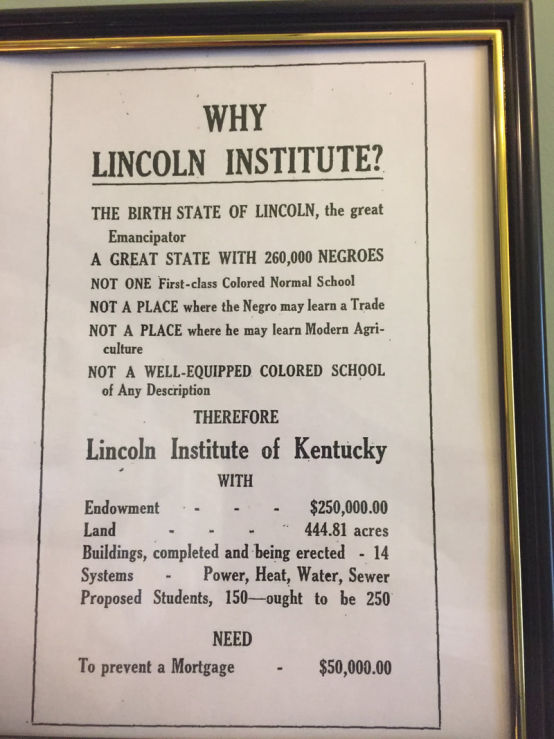 WHY
LINCOLN INSTITUTE?
THE BIRTH STATE OF LINCOLN, the great
Emancipator
A GREAT STATE WITH 260,000 NEGROES
NOT ONE First-class Colored Normal School
NOT A PLACE where the Negro may learn a Trade
NOT A PLACE where he may learn Modern Agri-
culture
NOT A WELL-EQUIPPED COLORED SCHOOL
of Any Description
THEREFORE
Lincoln Institute of Kentucky
WITH
Endowment - - - $250,000.00
Land - - - 444.81 acres
Buildings, completed and being erected - 14
Systems - Power, Heat, Water, Sewer
Proposed Students, 150—ought to be 250
NEED
To prevent a Mortgage - $50,000.00